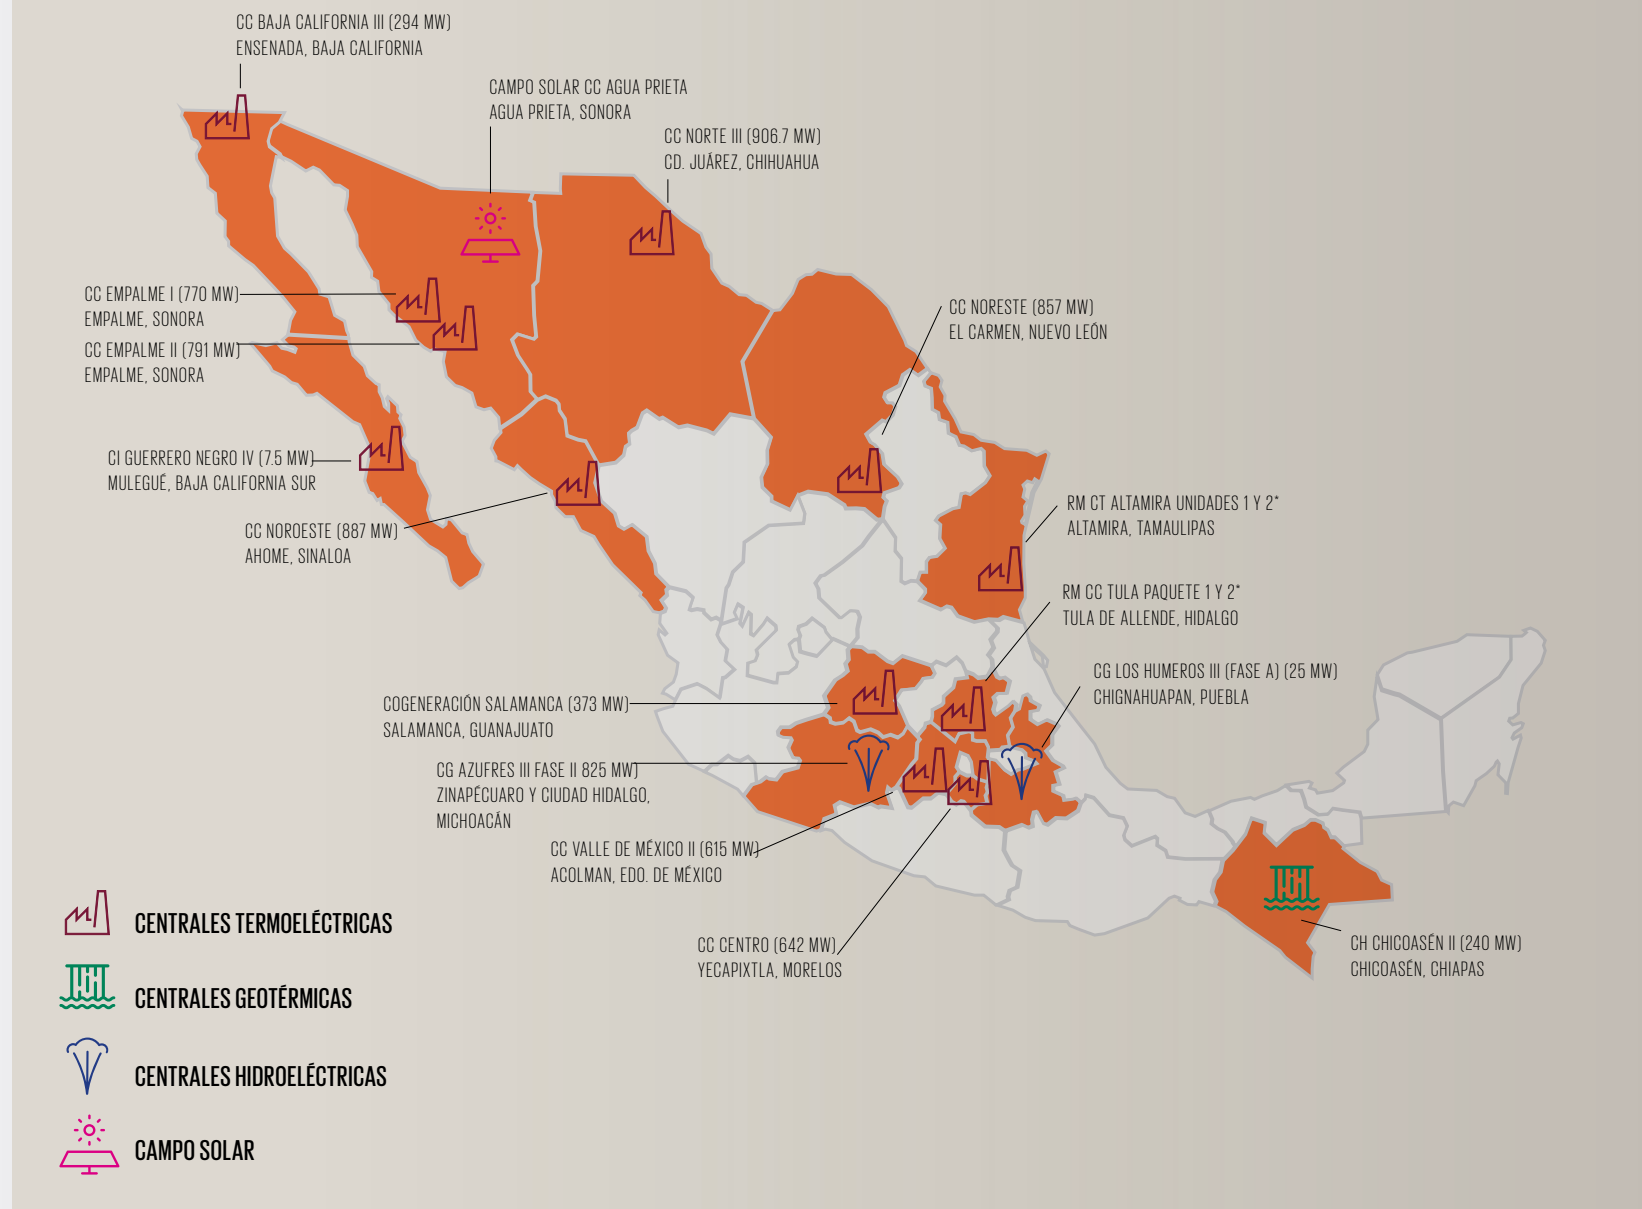 CC BAJA CALIFORNIA III (294 MW)
ENSENADA, BAJA CALIFORNIA
CAMPO SOLAR CC AGUA PRIETA
AGUA PRIETA, SONORA
CC NORTE III (906.7 MW)
CD. JUÁREZ, CHIHUAHUA
CC EMPALME I (770 MW)
EMPALME, SONORA
CC EMPALME II (791 MW)
EMPALME, SONORA
CC NORESTE (857 MW)
EL CARMEN, NUEVO LEÓN
CI GUERRERO NEGRO IV (7.5 MW)
MULEGUÉ, BAJA CALIFORNIA SUR
CC NOROESTE (887 MW)
AHOME, SINALOA
RM CT ALTAMIRA UNIDADES 1 Y 2*
ALTAMIRA, TAMAULIPAS
RM CC TULA PAQUETE 1 Y 2*
TULA DE ALLENDE, HIDALGO
CG LOS HUMEROS III (FASE A) (25 MW)
CHIGNAHUAPAN, PUEBLA
COGENERACIÓN SALAMANCA (373 MW)
SALAMANCA, GUANAJUATO
CG AZUFRES III FASE II 825 MW)
ZINAPÉCUARO Y CIUDAD HIDALGO,
MICHOACÁN
CC VALLE DE MÉXICO II (615 MW)
ACOLMAN, EDO. DE MÉXICO
CC CENTRO (642 MW)
YECAPIXTLA, MORELOS
CH CHICOASÉN II (240 MW)
CHICOASÉN, CHIAPAS
CENTRALES TERMOELÉCTRICAS
CENTRALES GEOTÉRMICAS
CENTRALES HIDROELÉCTRICAS
CAMPO SOLAR